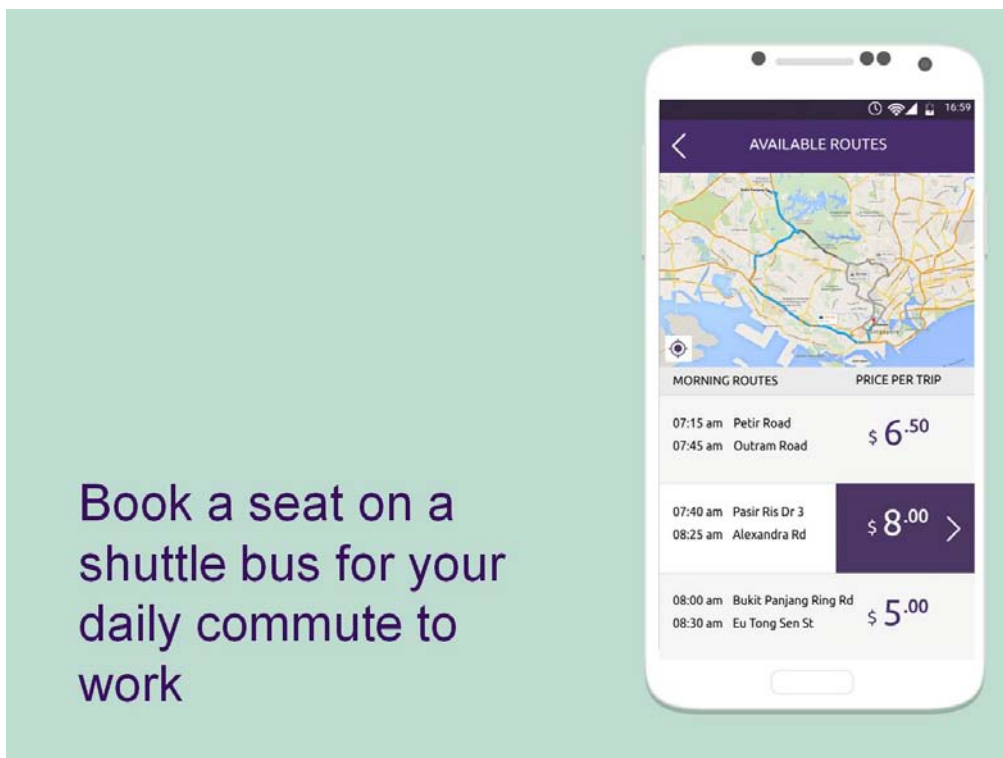 16:59
AVAILABLE ROUTES
MORNING ROUTES PRICE PER TRIP
07:15 am Petir Road
07:45 am Outram Road
$ 6.50
07:40 am Pasir Ris Dr 3
08:25 am Alexandra Rd
$ 8.00
08:00 am Bukit Panjang Ring Rd
08:30 am Eu Tong Sen St
$ 5.00
Book a seat on a
shuttle bus for your
daily commute to
work